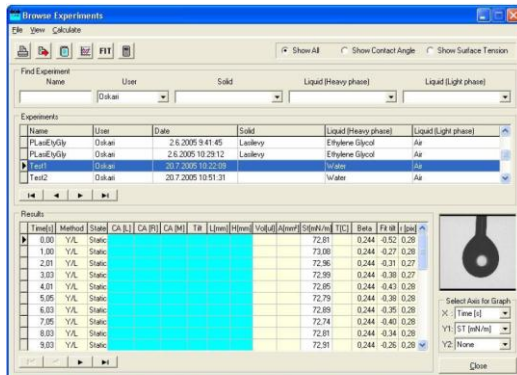 Browse Experiments
File View Calculate
FIT
Show All Show Contact Angle Show Surface Tension
Find Experiment
Name User Solid Liquid (Heavy phase) Liquid (Light phase)
Oskari
Experiments
Name User Date Solid Liquid (Heavy phase) Liquid (Light phase)
PLasiEtyGly Oskari 2.6.2005 9:41:45 Lasilevy Ethylene Glycol Air
PLasiEtyGly Oskari 2.6.2005 10:29:12 Lasilevy Ethylene Glycol Air
Test1 Oskari 20.7.2005 10:22:09 Water Air
Test2 Oskari 20.7.2005 10:51:31 Water Air
Results
Time[s] Method State CA [L] CA [R] CA [M] Tilt L[mm] H[mm] Vol[ul] A[mm²] St[mN/m] T[C] Beta Fit till r [pix]
0,00 Y/L Static 72,81 0,244 -0,52 0,28
1,00 Y/L Static 73,08 0,244 -0,27 0,28
2,01 Y/L Static 72,96 0,244 -0,31 0,27
3,03 Y/L Static 72,99 0,244 -0,38 0,27
4,01 Y/L Static 72,85 0,244 -0,43 0,28
5,05 Y/L Static 72,79 0,244 -0,38 0,28
6,03 Y/L Static 72,89 0,244 -0,35 0,28
7,05 Y/L Static 72,74 0,244 -0,40 0,28
8,03 Y/L Static 72,81 0,244 -0,34 0,28
9,03 Y/L Static 72,91 0,244 -0,26 0,28
Select Axis for Graph
X : Time [s]
Y1: ST [mN/m]
Y2: None
Close